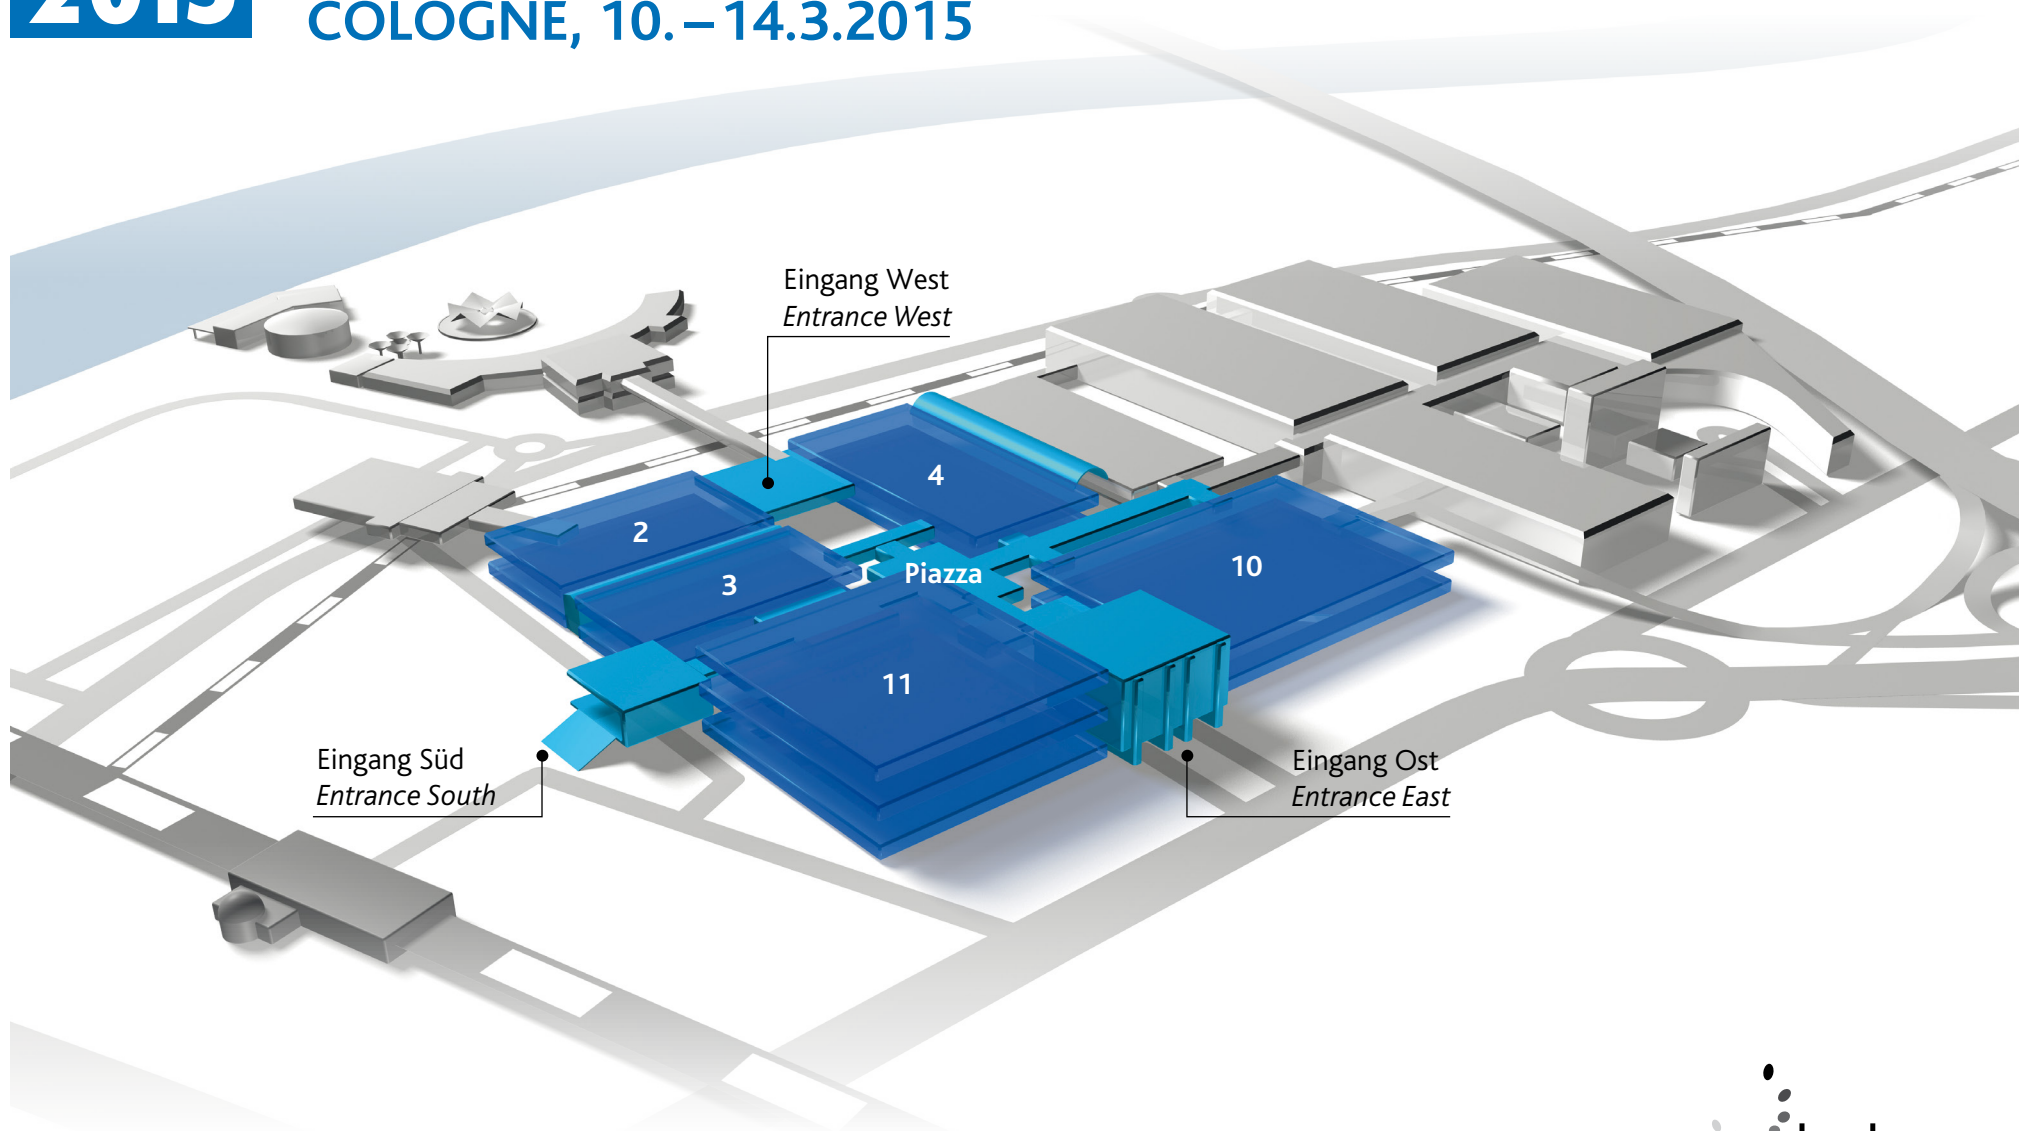 2015
COLOGNE, 10. – 14.3.2015
Eingang West
Entrance West
4
2
10
Piazza
3
11
Eingang Süd
Entrance South
Eingang Ost
Entrance East